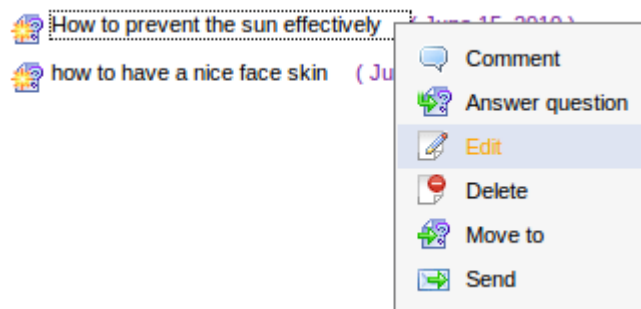 How to prevent the sun effectively
how to have a nice face skin ( Ju
Comment
Answer question
Edit
Delete
Move to
Send